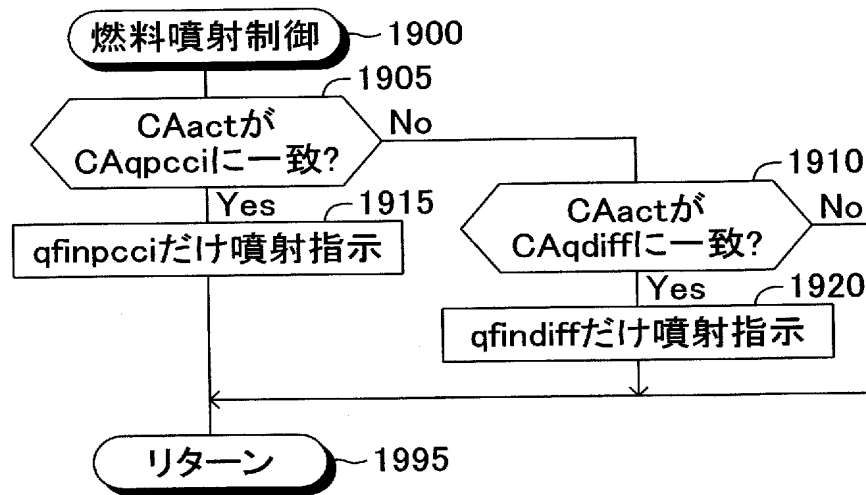 燃料噴射制御
1900
1905
CAactが
CAqpcciに一致?
No
Yes
1915
qfinpcciだけ噴射指示
1910
CAactが
CAqdiffに一致?
No
Yes
1920
qfindiffだけ噴射指示
リターン
1995